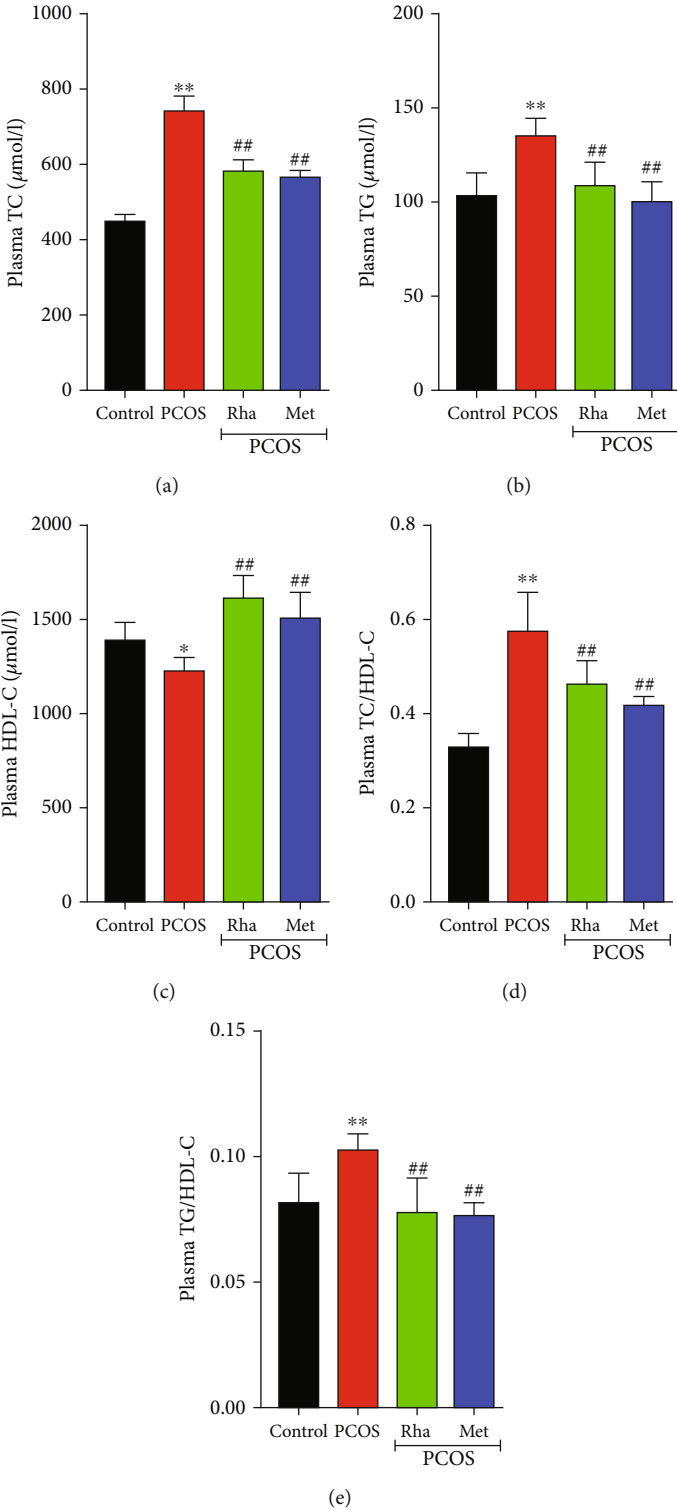 Plasma TC (μmol/l)
1000
800
600
400
200
0
**
##
##
Control PCOS Rha Met
PCOS
(a)
Plasma TG (μmol/l)
200
150
100
50
0
**
##
##
Control PCOS Rha Met
PCOS
(b)
Plasma HDL-C (μmol/l)
2000
1500
1000
500
0
*
##
##
Control PCOS Rha Met
PCOS
(c)
Plasma TC/HDL-C
0.8
0.6
0.4
0.2
0.0
**
##
##
Control PCOS Rha Met
PCOS
(d)
Plasma TG/HDL-C
0.15
0.10
0.05
0.00
**
##
##
Control PCOS Rha Met
PCOS
(e)